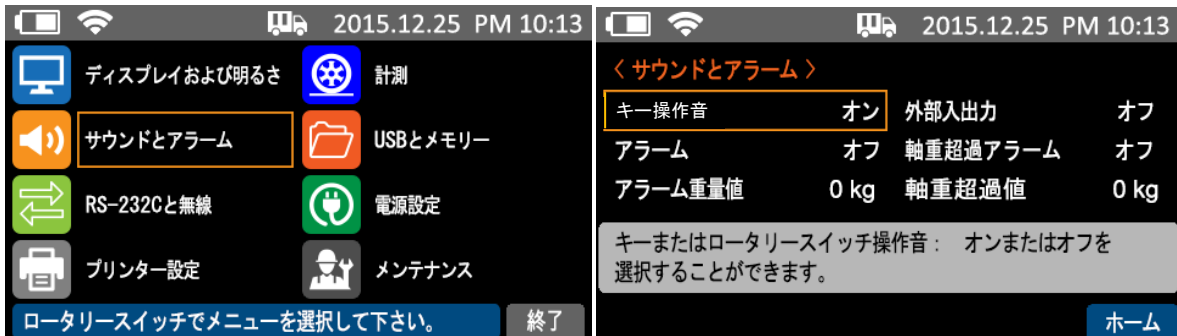 2015.12.25 PM 10:13
ディスプレイおよび明るさ 計測
サウンドとアラーム USBとメモリー
RS-232Cと無線 電源設定
プリンター設定 メンテナンス
ロータリースイッチでメニューを選択して下さい。 終了
2015.12.25 PM 10:13
〈 サウンドとアラーム 〉
キー操作音 オン 外部入出力 オフ
アラーム オフ 軸重超過アラーム オフ
アラーム重量値 0 kg 軸重超過値 0 kg
キーまたはロータリースイッチ操作音： オンまたはオフを
選択することができます。
ホーム